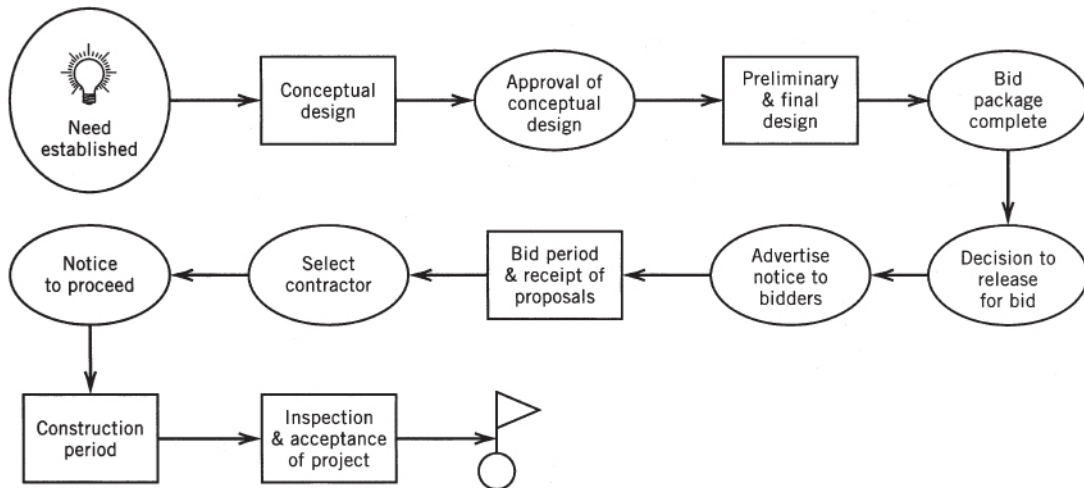 Need
established
Conceptual
design
Approval of
conceptual
design
Preliminary
& final
design
Bid
package
complete
Decision to
release
for bid
Advertise
notice to
bidders
Bid period
& receipt of
proposals
Select
contractor
Notice
to proceed
Construction
period
Inspection
& acceptance
of project